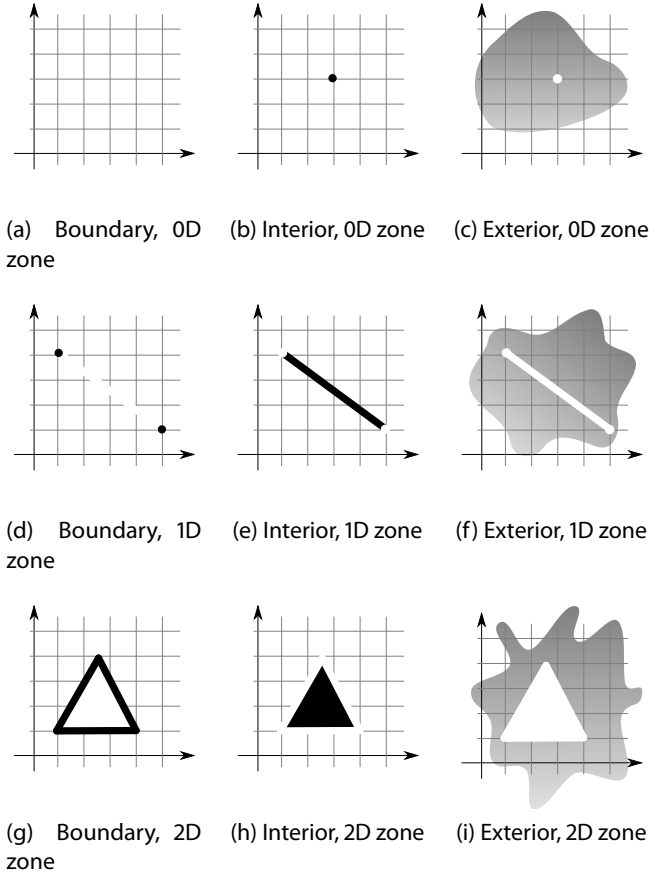 (a) Boundary, 0D
zone
(b) Interior, 0D zone
(c) Exterior, 0D zone
(d) Boundary, 1D
zone
(e) Interior, 1D zone
(f) Exterior, 1D zone
(g) Boundary, 2D
zone
(h) Interior, 2D zone
(i) Exterior, 2D zone